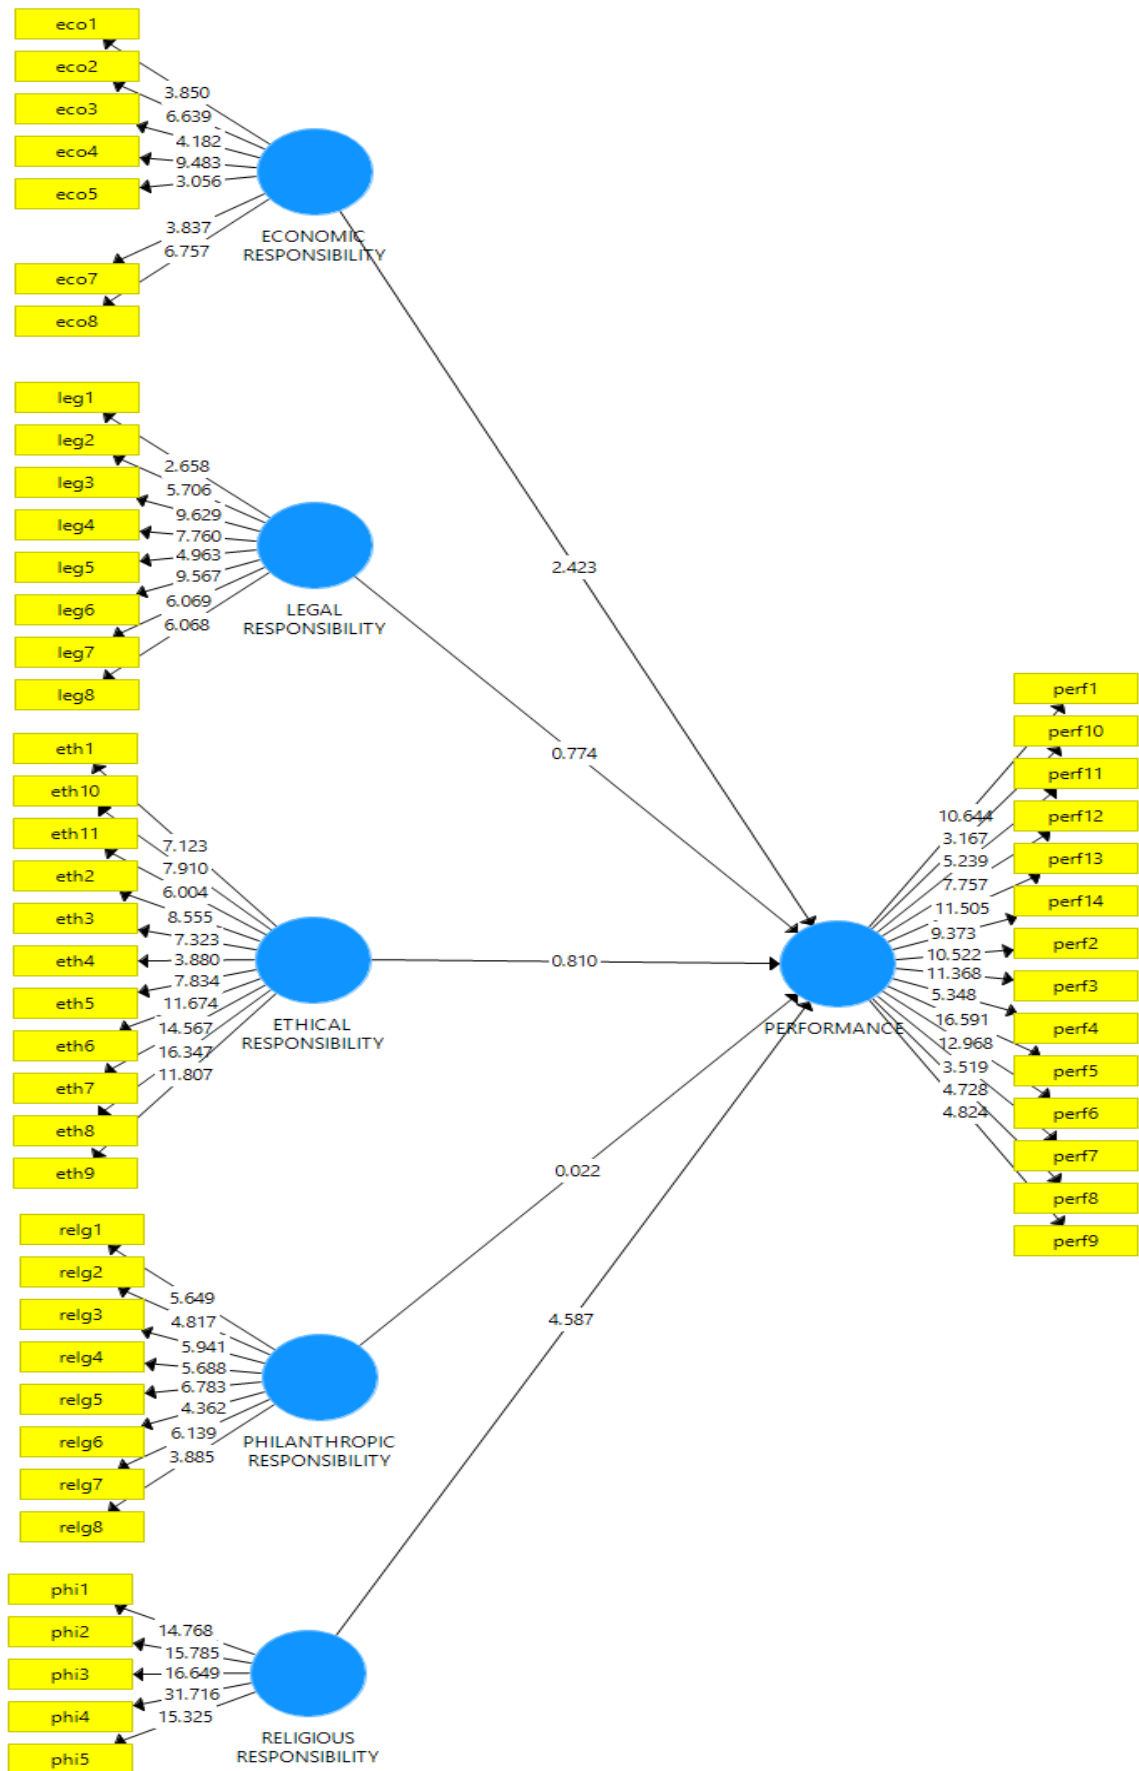 eco1
eco2
eco3
eco4
eco5
eco7
eco8
3.850
6.639
4.182
9.483
3.056
3.837
6.757
ECONOMIC
RESPONSIBILITY
2.423
leg1
leg2
leg3
leg4
leg5
leg6
leg7
leg8
2.658
5.706
9.629
7.760
4.963
9.567
6.069
6.068
LEGAL
RESPONSIBILITY
0.774
eth1
eth10
eth11
eth2
eth3
eth4
eth5
eth6
eth7
eth8
eth9
7.123
7.910
6.004
8.555
7.323
3.880
7.834
11.674
14.567
16.347
11.807
ETHICAL
RESPONSIBILITY
0.810
relg1
relg2
relg3
relg4
relg5
relg6
relg7
relg8
5.649
4.817
5.941
5.688
6.783
4.362
6.139
3.885
PHILANTHROPIC
RESPONSIBILITY
0.022
phi1
phi2
phi3
phi4
phi5
14.768
15.785
16.649
31.716
15.325
RELIGIOUS
RESPONSIBILITY
4.587
PERFORMANCE
10.644
3.167
5.239
7.757
11.505
9.373
10.522
11.368
5.348
16.591
12.968
3.519
4.728
4.824
perf1
perf10
perf11
perf12
perf13
perf14
perf2
perf3
perf4
perf5
perf6
perf7
perf8
perf9